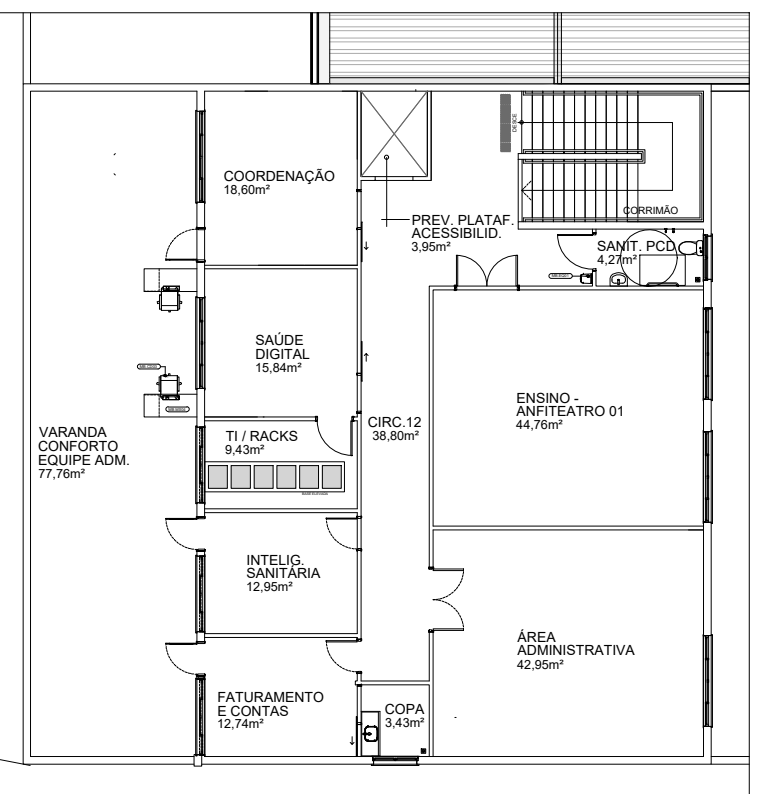 COORDENAÇÃO
18,60m²
DESCE
CORRIMÃO
PREV. PLATAF.
ACESSIBILID.
3,95m²
SANIT. PCD
4,27m²
SAÚDE
DIGITAL
15,84m²
ENSINO -
ANFITEATRO 01
44,76m²
CIRC.12
38,80m²
VARANDA
CONFORTO
EQUIPE ADM.
77,76m²
TI / RACKS
9,43m²
INTELIG.
SANITÁRIA
12,95m²
ÁREA
ADMINISTRATIVA
42,95m²
FATURAMENTO
E CONTAS
12,74m²
COPA
3,43m²